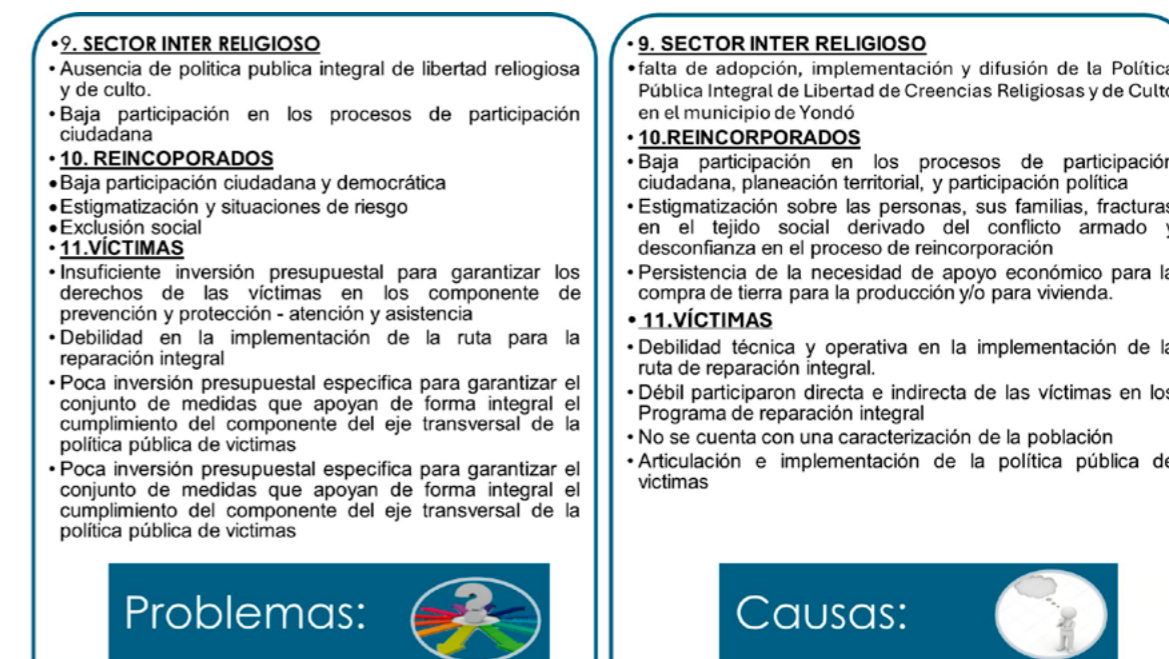 •9. SECTOR INTER RELIGIOSO
• Ausencia de politica publica integral de libertad reliogiosa
y de culto.
• Baja participación en los procesos de participación
ciudadana
• 10. REINCOPORADOS
• Baja participación ciudadana y democrática
• Estigmatización y situaciones de riesgo
• Exclusión social
• 11.VÍCTIMAS
• Insuficiente inversión presupuestal para garantizar los
derechos de las víctimas en los componente de
prevención y protección - atención y asistencia
• Debilidad en la implementación de la ruta para la
reparación integral
• Poca inversión presupuestal especifica para garantizar el
conjunto de medidas que apoyan de forma integral el
cumplimiento del componente del eje transversal de la
política pública de victimas
• Poca inversión presupuestal especifica para garantizar el
conjunto de medidas que apoyan de forma integral el
cumplimiento del componente del eje transversal de la
política pública de victimas
Problemas:
• 9. SECTOR INTER RELIGIOSO
• falta de adopción, implementación y difusión de la Política
Pública Integral de Libertad de Creencias Religiosas y de Culto
en el municipio de Yondó
• 10.REINCORPORADOS
• Baja participación en los procesos de participación
ciudadana, planeación territorial, y participación política
• Estigmatización sobre las personas, sus familias, fracturas
en el tejido social derivado del conflicto armado y
desconfianza en el proceso de reincorporación
• Persistencia de la necesidad de apoyo económico para la
compra de tierra para la producción y/o para vivienda.
• 11.VÍCTIMAS
• Debilidad técnica y operativa en la implementación de la
ruta de reparación integral.
• Débil participaron directa e indirecta de las víctimas en los
Programa de reparación integral
• No se cuenta con una caracterización de la población
• Articulación e implementación de la política pública de
victimas
Causas: